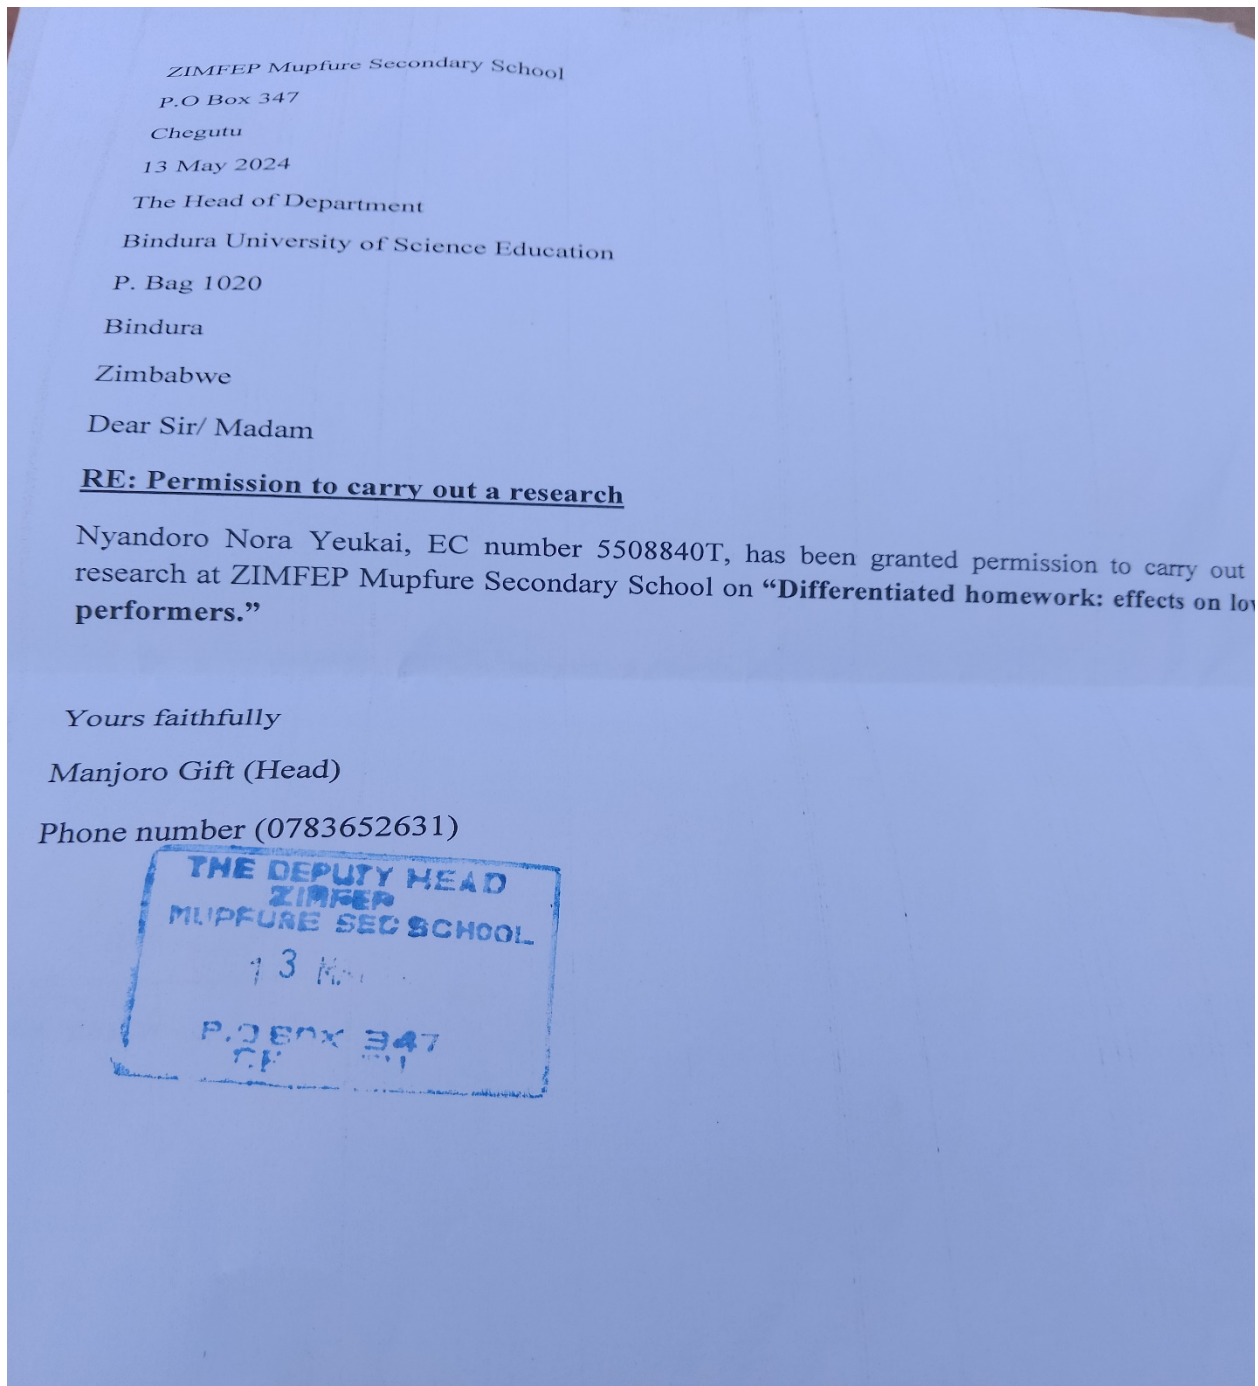 ZIMFEP Mupfure Secondary School
P.O Box 347
Chegutu
13 May 2024
The Head of Department
Bindura University of Science Education
P. Bag 1020
Bindura
Zimbabwe
Dear Sir/ Madam
RE: Permission to carry out a research
Nyandoro Nora Yeukai, EC number 5508840T, has been granted permission to carry out
research at ZIMFEP Mupfure Secondary School on “Differentiated homework: effects on
performers.”
Yours faithfully
Manjoro Gift (Head)
Phone number (0783652631)
THE DEPUTY HEAD
ZIMFEP
MUPFURE SEC SCHOOL
13
P.O BOX 347